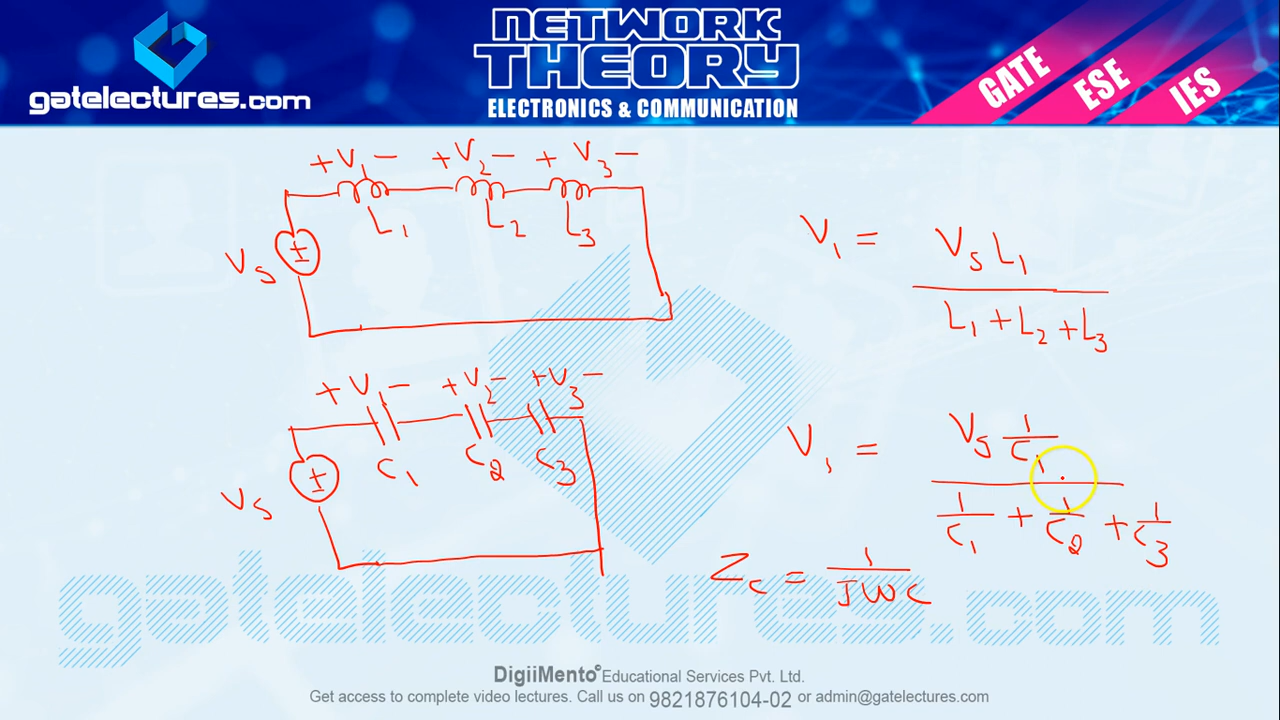 gatelectures.com
NETWORK
THEORY
ELECTRONICS & COMMUNICATION
GATE
ESE
IES
+ V1 - + V2 - + V3 -
L1 L2 L3
Vs ±
V1 = Vs L1 / L1 + L2 + L3
+ V1 - + V2 - + V3 -
C1 C2 C3
Vs ±
V1 = Vs 1/C1 / 1/C1 + 1/C2 + 1/C3
Zc = 1/JWC
gatelectures.com
DigiiMento© Educational Services Pvt. Ltd.
Get access to complete video lectures. Call us on 9821876104-02 or admin@gatelectures.com